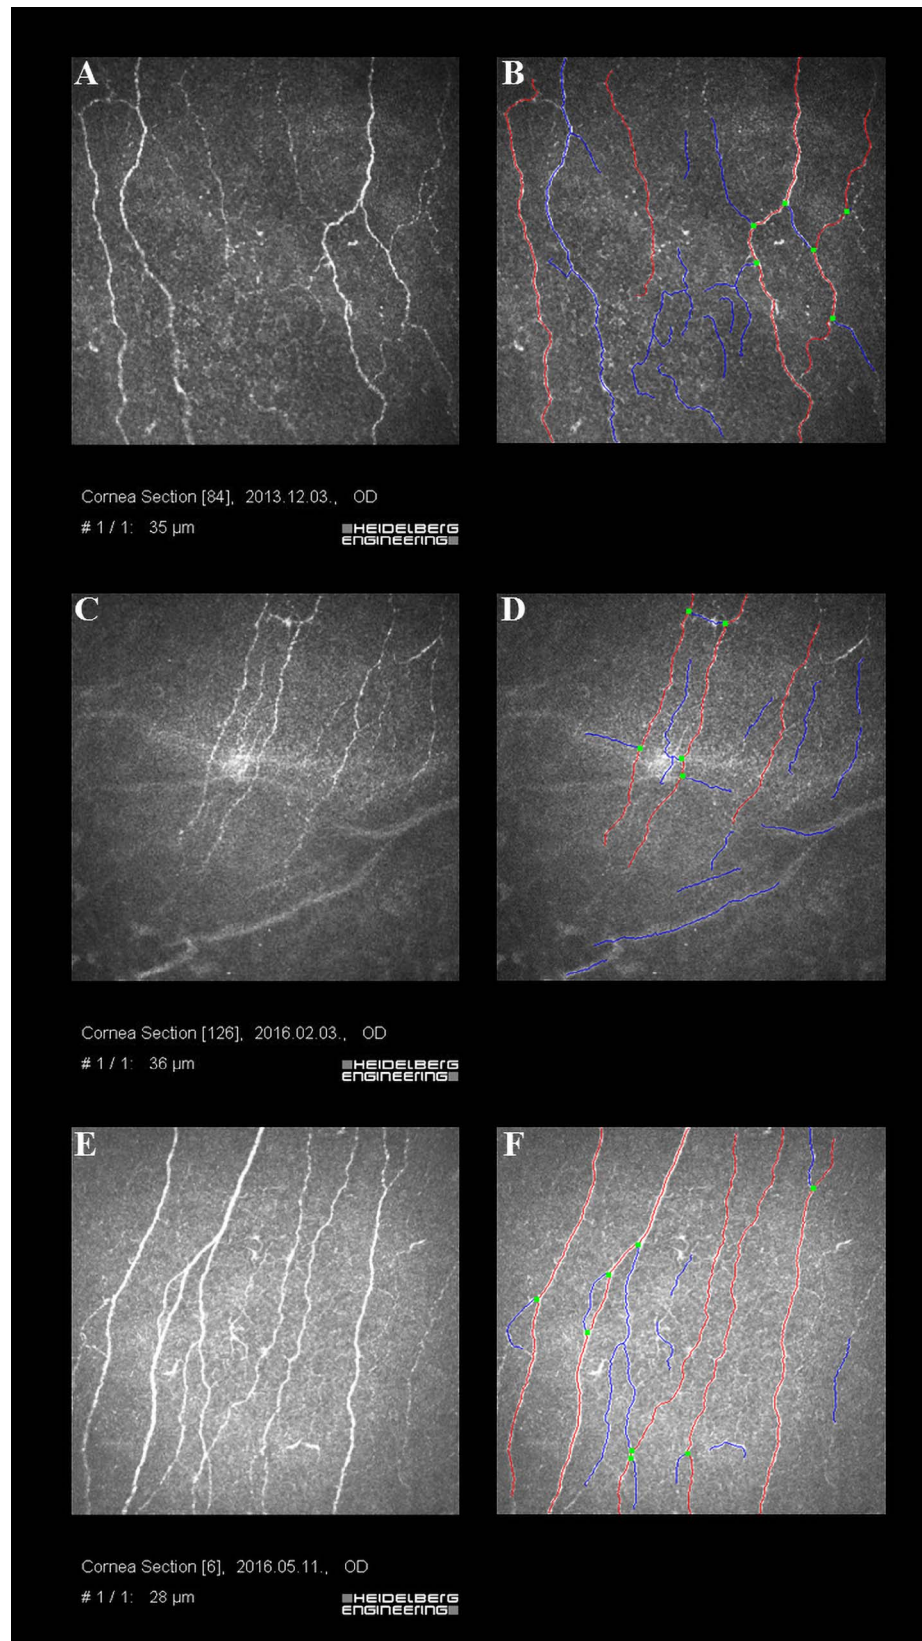 A
B
Cornea Section [84], 2013.12.03., OD
# 1 / 1: 35 µm
HEIDELBERG
ENGINEERING
C
D
Cornea Section [126], 2016.02.03., OD
# 1 / 1: 36 µm
HEIDELBERG
ENGINEERING
E
F
Cornea Section [6], 2016.05.11., OD
# 1 / 1: 28 µm
HEIDELBERG
ENGINEERING